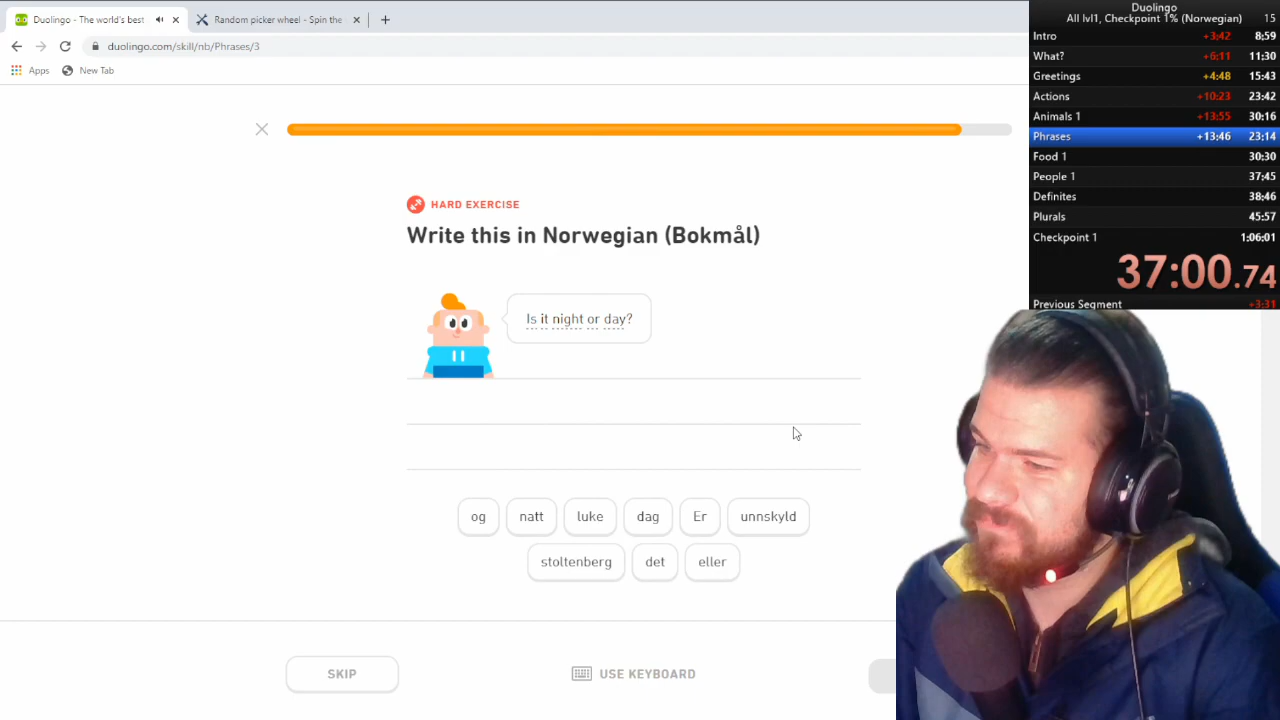 Duolingo - The world's best
Random picker wheel - Spin the
duolingo.com/skill/nb/Phrases/3
Apps
New Tab
HARD EXERCISE
Write this in Norwegian (Bokmål)
Is it night or day?
og natt luke dag Er unnskyld
stoltenberg det eller
SKIP
USE KEYBOARD
Duolingo
All lvl1, Checkpoint 1% (Norwegian) 15
Intro +3:42 8:59
What? +6:11 11:30
Greetings +4:48 15:43
Actions +10:23 23:42
Animals 1 +13:55 30:16
Phrases +13:46 23:14
Food 1 30:30
People 1 37:45
Definites 38:46
Plurals 45:57
Checkpoint 1 1:06:01
37:00.74
Previous Segment +3:31